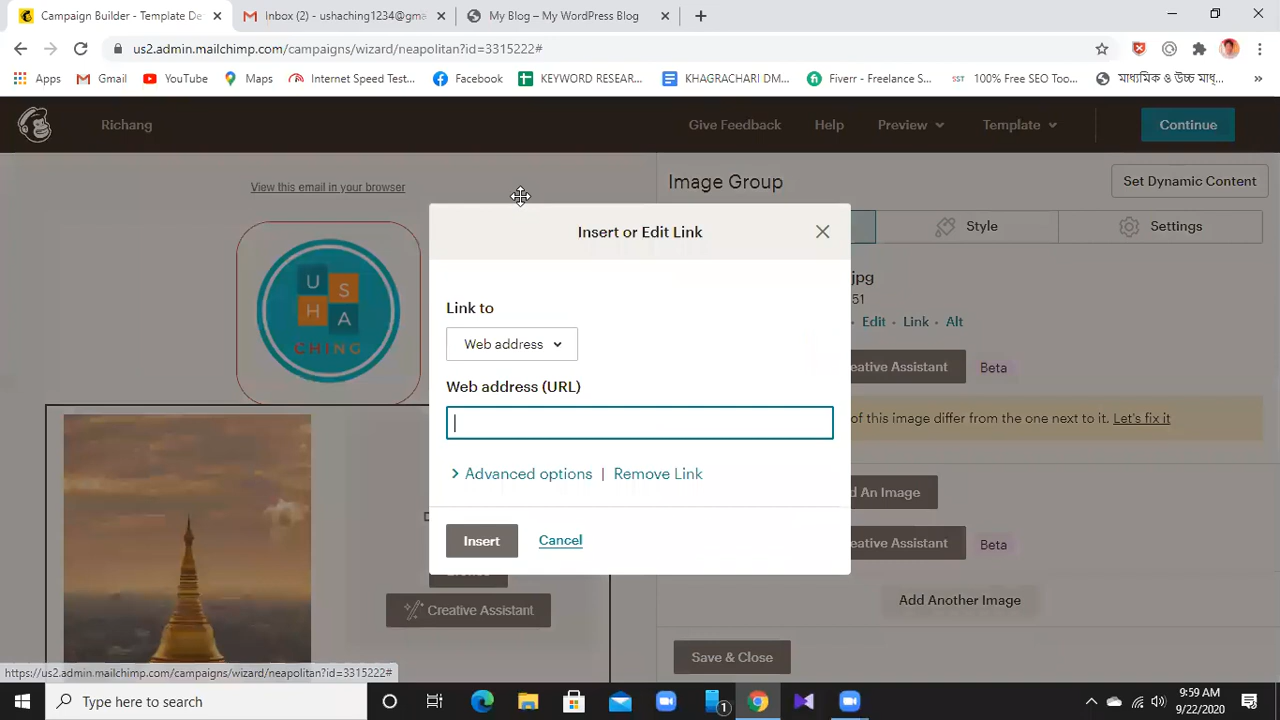 Campaign Builder - Template De
Inbox (2) - ushaching1234@gma
My Blog – My WordPress Blog
us2.admin.mailchimp.com/campaigns/wizard/neapolitan?id=3315222#
Apps
Gmail
YouTube
Maps
Internet Speed Test...
Facebook
KEYWORD RESEAR...
KHAGRACHARI DM...
Fiverr - Freelance S...
SST
100% Free SEO Too...
মাধ্যমিক ও উচ্চ মাধ্...
»
Richang
Give Feedback
Help
Preview
Template
Continue
View this email in your browser
Image Group
Set Dynamic Content
Style
Settings
U S
H A
CHING
Insert or Edit Link
jpg
51
Edit • Link • Alt
Link to
Web address
eative Assistant
Beta
Web address (URL)
of this image differ from the one next to it. Let's fix it
Advanced options | Remove Link
d An Image
Insert
Cancel
eative Assistant
Beta
Creative Assistant
Add Another Image
Save & Close
https://us2.admin.mailchimp.com/campaigns/wizard/neapolitan?id=3315222#
Type here to search
1
9:59 AM
9/22/2020